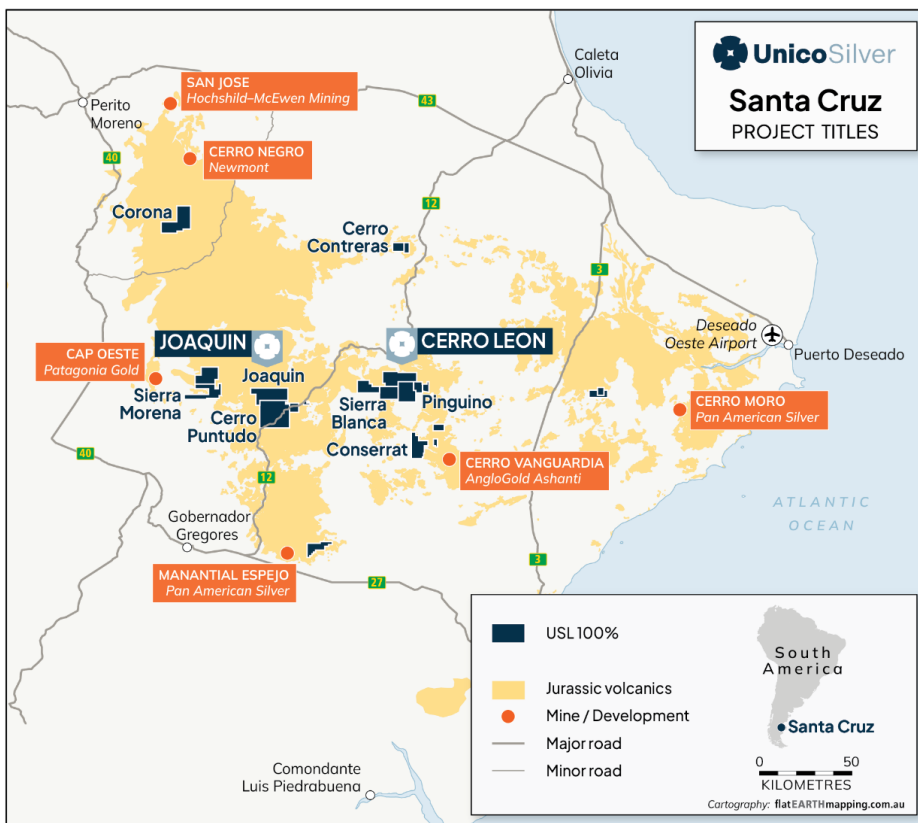 UnicoSilver
Santa Cruz
PROJECT TITLES
Caleta
Olivia
SAN JOSE
Hochshild–McEwen Mining
Perito
Moreno
43
40
CERRO NEGRO
Newmont
12
Corona
Cerro
Contreras
3
JOAQUIN
CERRO LEON
Deseado
Oeste Airport
Puerto Deseado
CAP OESTE
Patagonia Gold
Joaquin
Sierra
Morena
Cerro
Puntudo
Sierra
Blanca
Pinguino
CERRO MORO
Pan American Silver
Conserrat
CERRO VANGUARDIA
AngloGold Ashanti
40
12
ATLANTIC
OCEAN
Gobernador
Gregores
3
MANANTIAL ESPEJO
Pan American Silver
27
USL 100%
Jurassic volcanics
Mine / Development
Major road
Minor road
South
America
Santa Cruz
0 50
KILOMETRES
Cartography: flatEARTHmapping.com.au
Comondante
Luis Piedrabuena